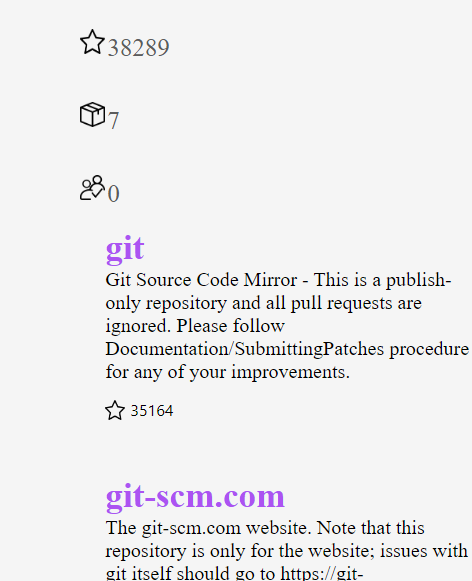 38289
7
0
git
Git Source Code Mirror - This is a publish-
only repository and all pull requests are
ignored. Please follow
Documentation/SubmittingPatches procedure
for any of your improvements.
35164
git-scm.com
The git-scm.com website. Note that this
repository is only for the website; issues with
git itself should go to https://git-